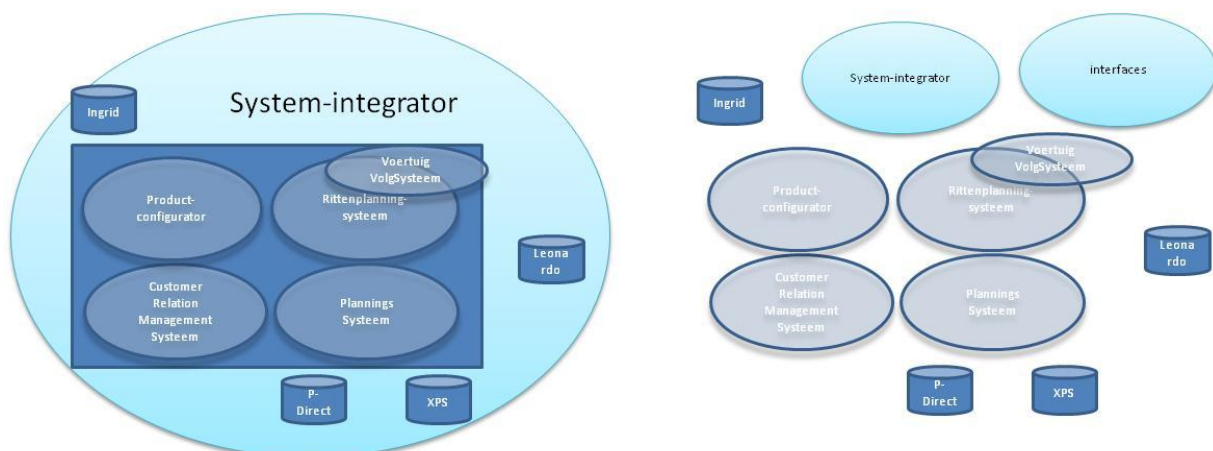 System-integrator
Ingrid
Voertuig
VolgSysteem
Product-
configurator
Rittenplanning-
systeem
Leona
rdo
Customer
Relation
Management
Systeem
Plannings
Systeem
P-
Direct
XPS
System-integrator
interfaces
Ingrid
Voertuig
VolgSysteem
Product-
configurator
Rittenplanning-
systeem
Leona
rdo
Customer
Relation
Management
Systeem
Plannings
Systeem
P-
Direct
XPS